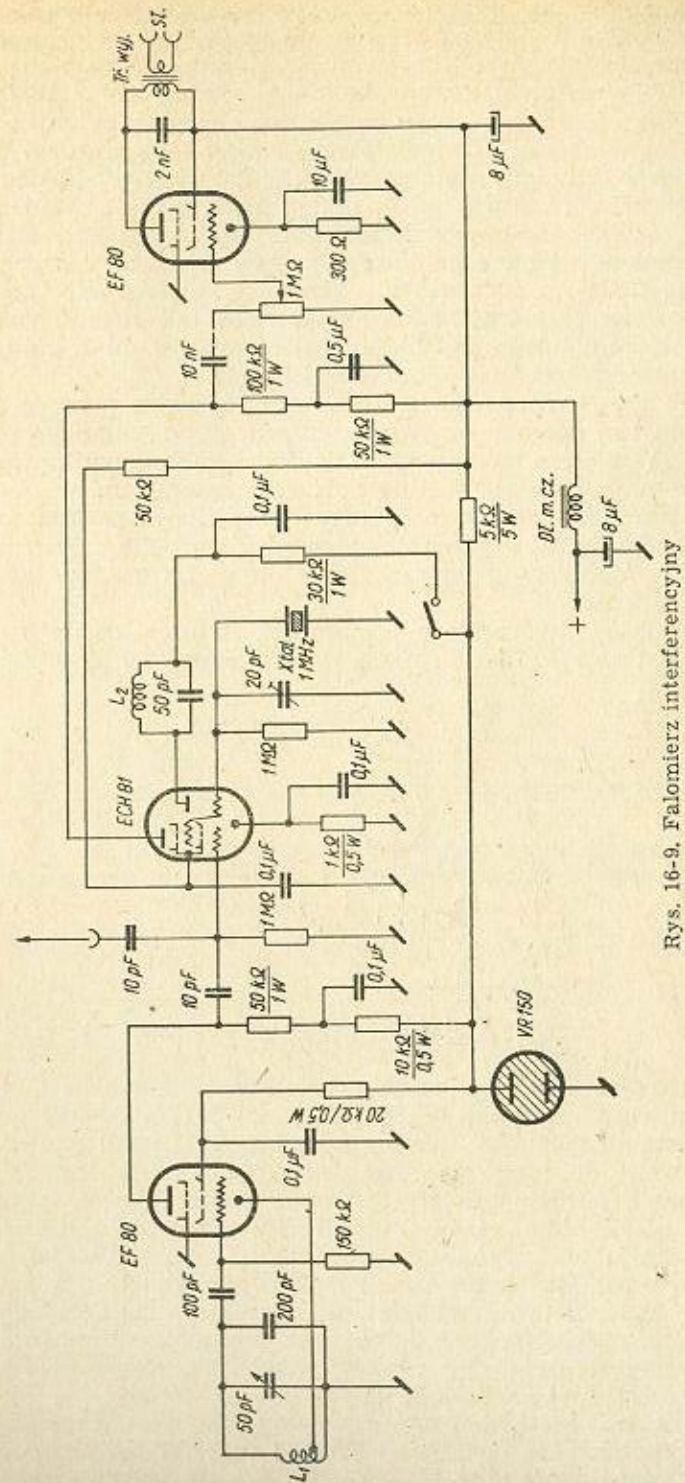 L1
50 pF
200 pF
100 pF
150 kΩ
EF 80
0,1 µF
20 kΩ/0,5 W
VR 150
10 kΩ
0,5 W
0,1 µF
50 kΩ
1 W
10 pF
10 pF
1 MΩ
0,1 µF
1 kΩ
0,5 W
0,1 µF
ECH 81
L2
50 pF
1 MΩ
20 pF
Xtal
1 MHz
30 kΩ
1 W
0,1 µF
50 kΩ
5 kΩ
5 W
10 nF
100 kΩ
1 W
50 kΩ
1 W
0,5 µF
1 MΩ
EF 80
300 Ω
10 µF
2 nF
Tr. wyj.
Sł.
8 µF
Dł. m. cz.
+
8 µF
Rys. 16-9. Falomierz interferencyjny